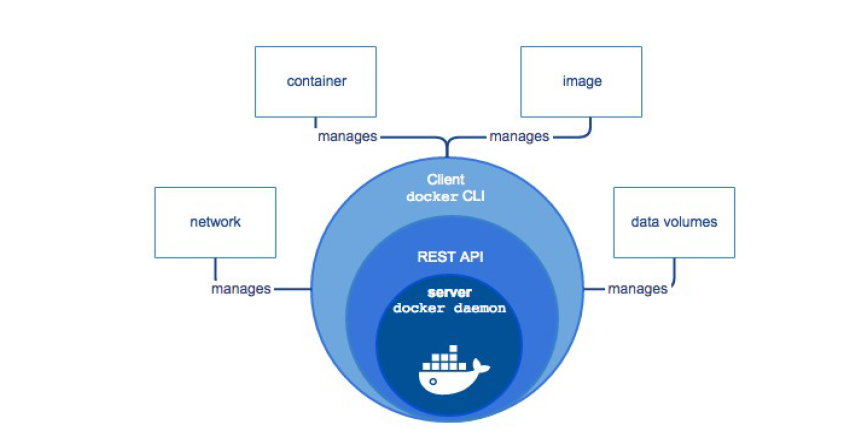 container
image
manages
manages
Client
docker CLI
network
data volumes
REST API
manages
server
docker daemon
manages